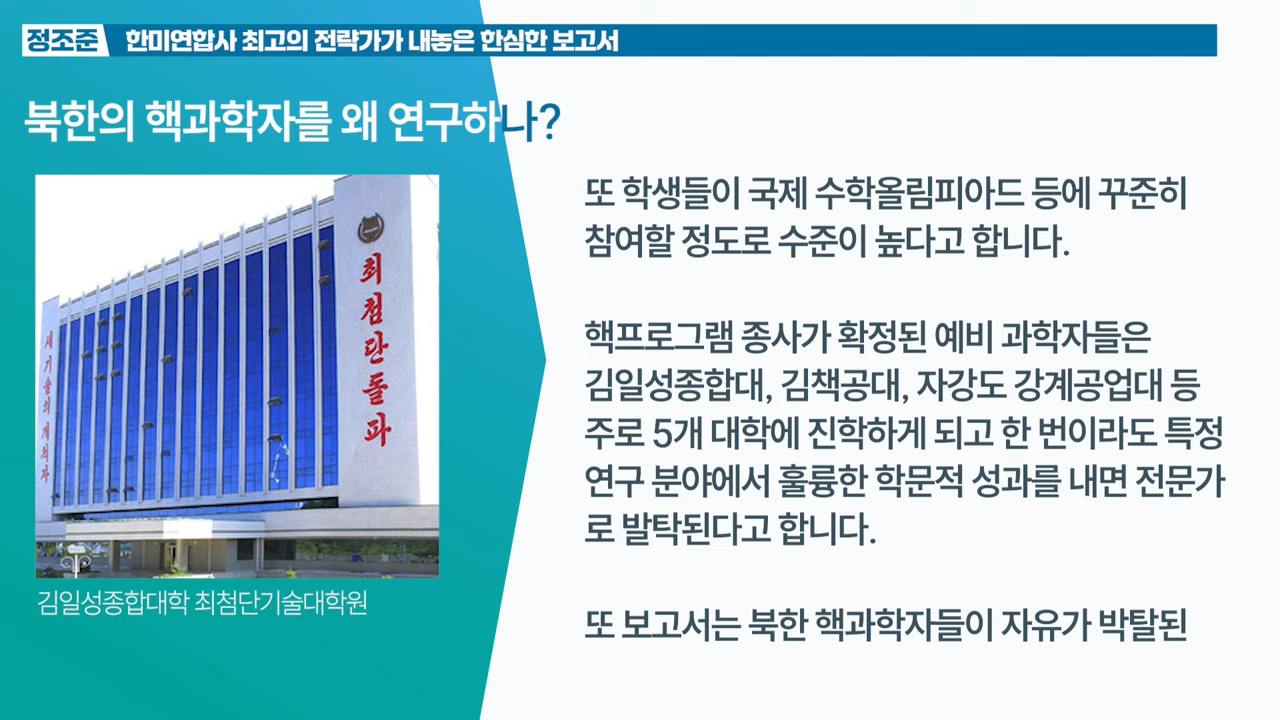 정조준
한미연합사 최고의 전략가가 내놓은 한심한 보고서
북한의 핵과학자를 왜 연구하나?
최첨단돌파
새기술의개척자
김일성종합대학 최첨단기술대학원
또 학생들이 국제 수학올림피아드 등에 꾸준히
참여할 정도로 수준이 높다고 합니다.
핵프로그램 종사가 확정된 예비 과학자들은
김일성종합대, 김책공대, 자강도 강계공업대 등
주로 5개 대학에 진학하게 되고 한 번이라도 특정
연구 분야에서 훌륭한 학문적 성과를 내면 전문가
로 발탁된다고 합니다.
또 보고서는 북한 핵과학자들이 자유가 박탈된